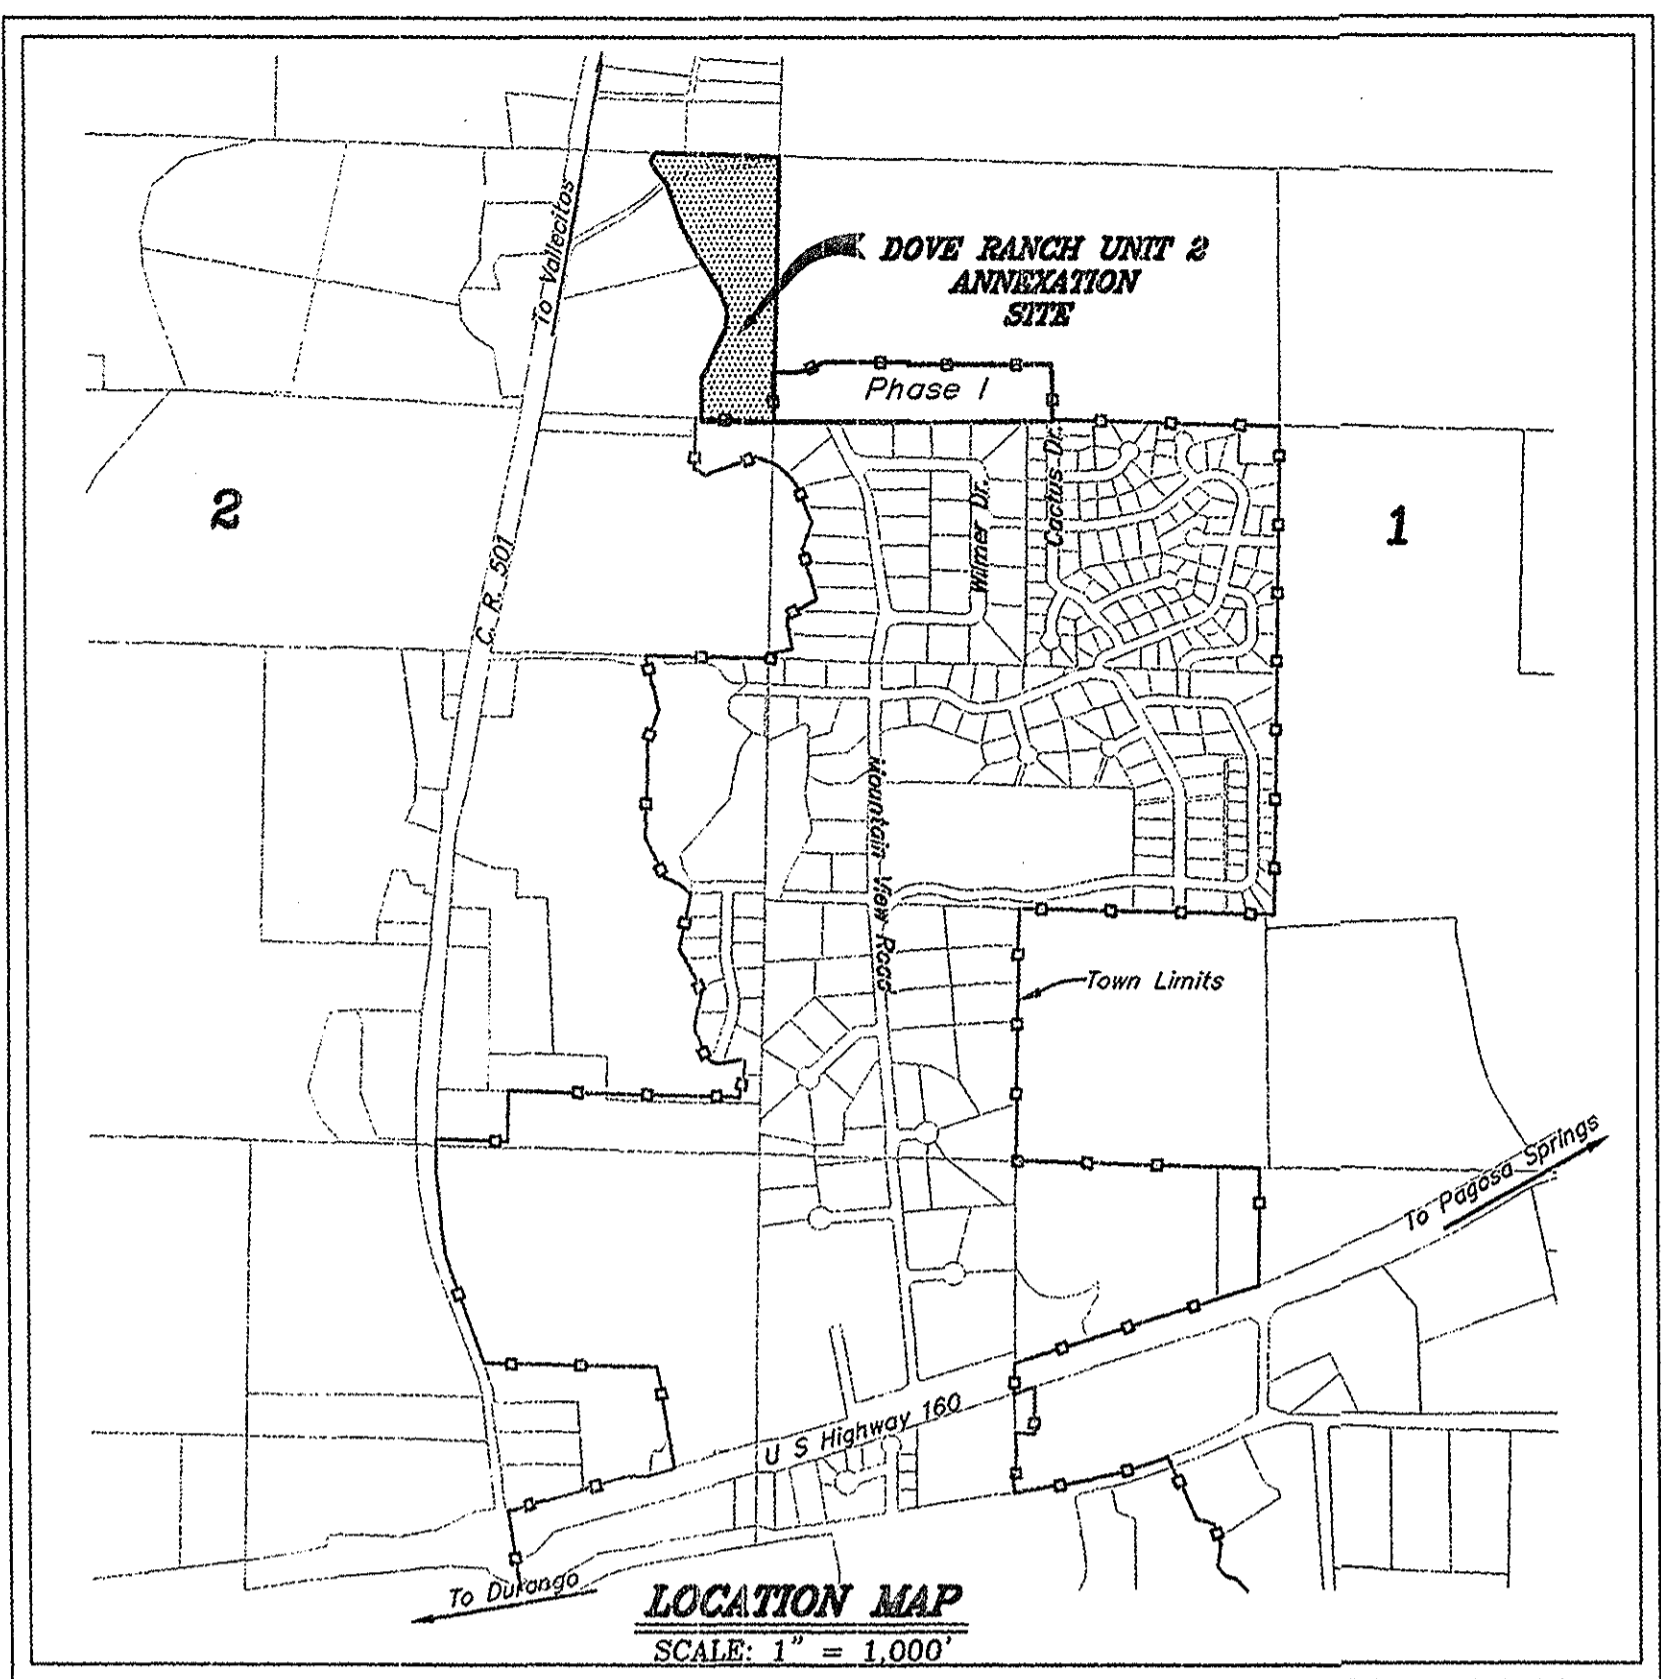 To Vallecitos
DOVE RANCH UNIT 2
ANNEXATION
SITE
Phase I
2
1
C. R. 501
Wilmer Dr.
Cactus Dr.
Mountain View Road
Town Limits
To Pagosa Springs
U S Highway 160
To Durango
LOCATION MAP
SCALE: 1" = 1,000'